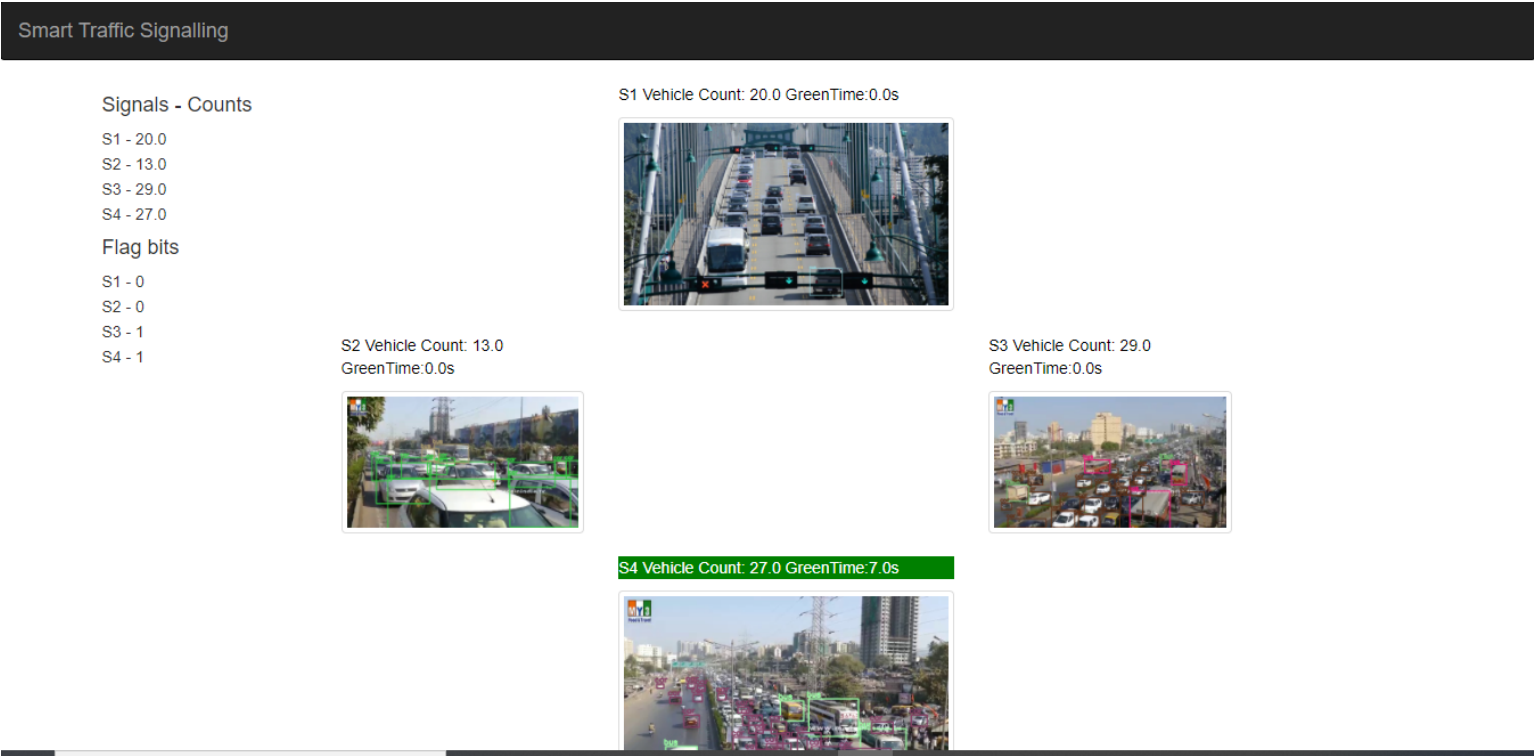 Smart Traffic Signalling
Signals - Counts
S1 - 20.0
S2 - 13.0
S3 - 29.0
S4 - 27.0
Flag bits
S1 - 0
S2 - 0
S3 - 1
S4 - 1
S1 Vehicle Count: 20.0 GreenTime:0.0s
S2 Vehicle Count: 13.0
GreenTime:0.0s
MY3
S3 Vehicle Count: 29.0
GreenTime:0.0s
MY3
S4 Vehicle Count: 27.0 GreenTime:7.0s
MY3